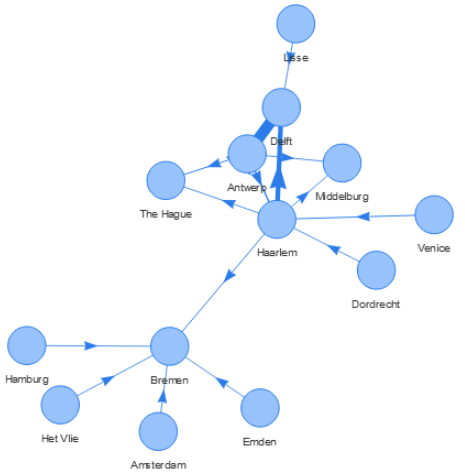 Lisse
Delft
Antwerp
Middelburg
The Hague
Haarlem
Venice
Dordrecht
Hamburg
Bremen
Het Vlie
Emden
Amsterdam